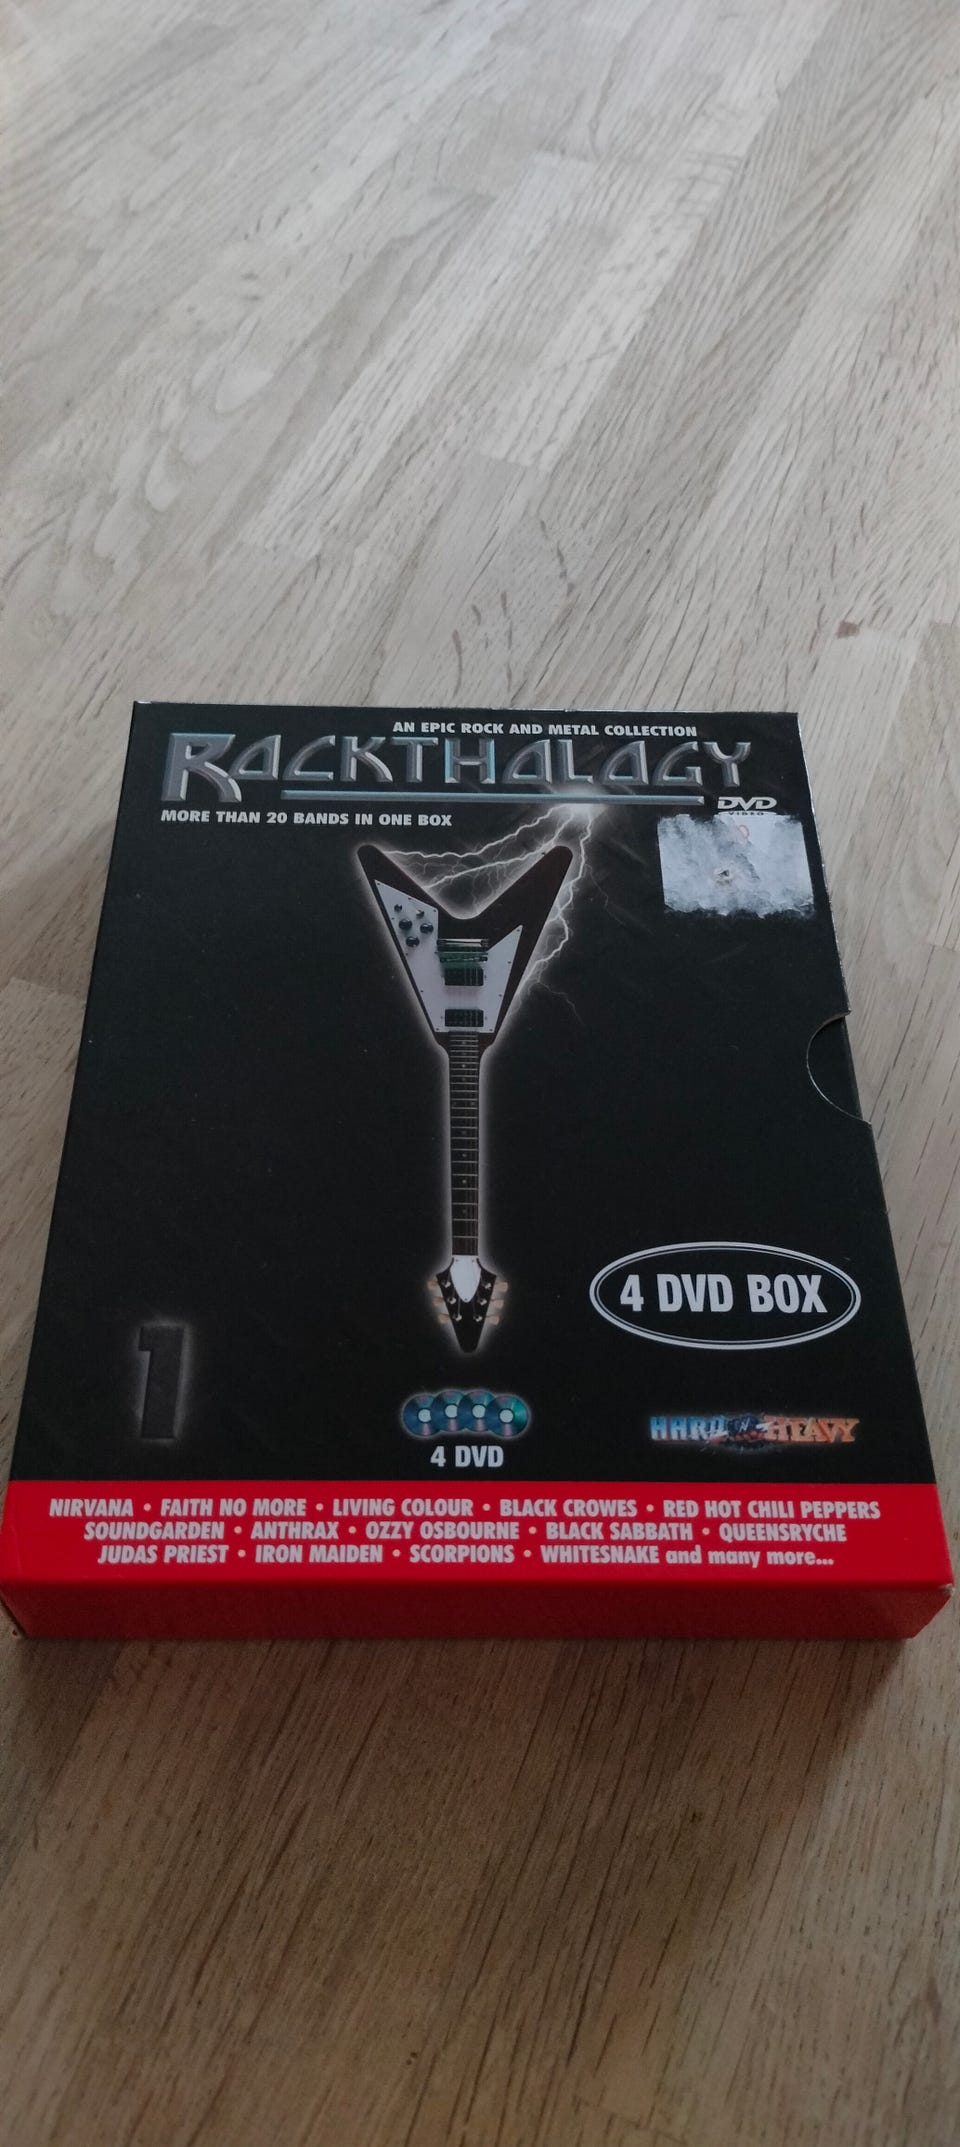 AN EPIC ROCK AND METAL COLLECTION
ROCKTHOLOGY
DVD
VIDEO
MORE THAN 20 BANDS IN ONE BOX
4 DVD BOX
1
4 DVD
HARD N HEAVY
NIRVANA • FAITH NO MORE • LIVING COLOUR • BLACK CROWES • RED HOT CHILI PEPPERS
SOUNDGARDEN • ANTHRAX • OZZY OSBOURNE • BLACK SABBATH • QUEENSRYCHE
JUDAS PRIEST • IRON MAIDEN • SCORPIONS • WHITESNAKE and many more...